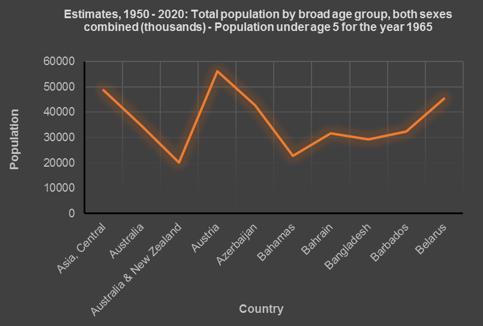 Estimates, 1950 - 2020: Total population by broad age group, both sexes
combined (thousands) - Population under age 5 for the year 1965
60000
50000
40000
30000
20000
10000
0
Population
Asia, Central
Australia
Australia & New Zealand
Austria
Azerbaijan
Bahamas
Bahrain
Bangladesh
Barbados
Belarus
Country